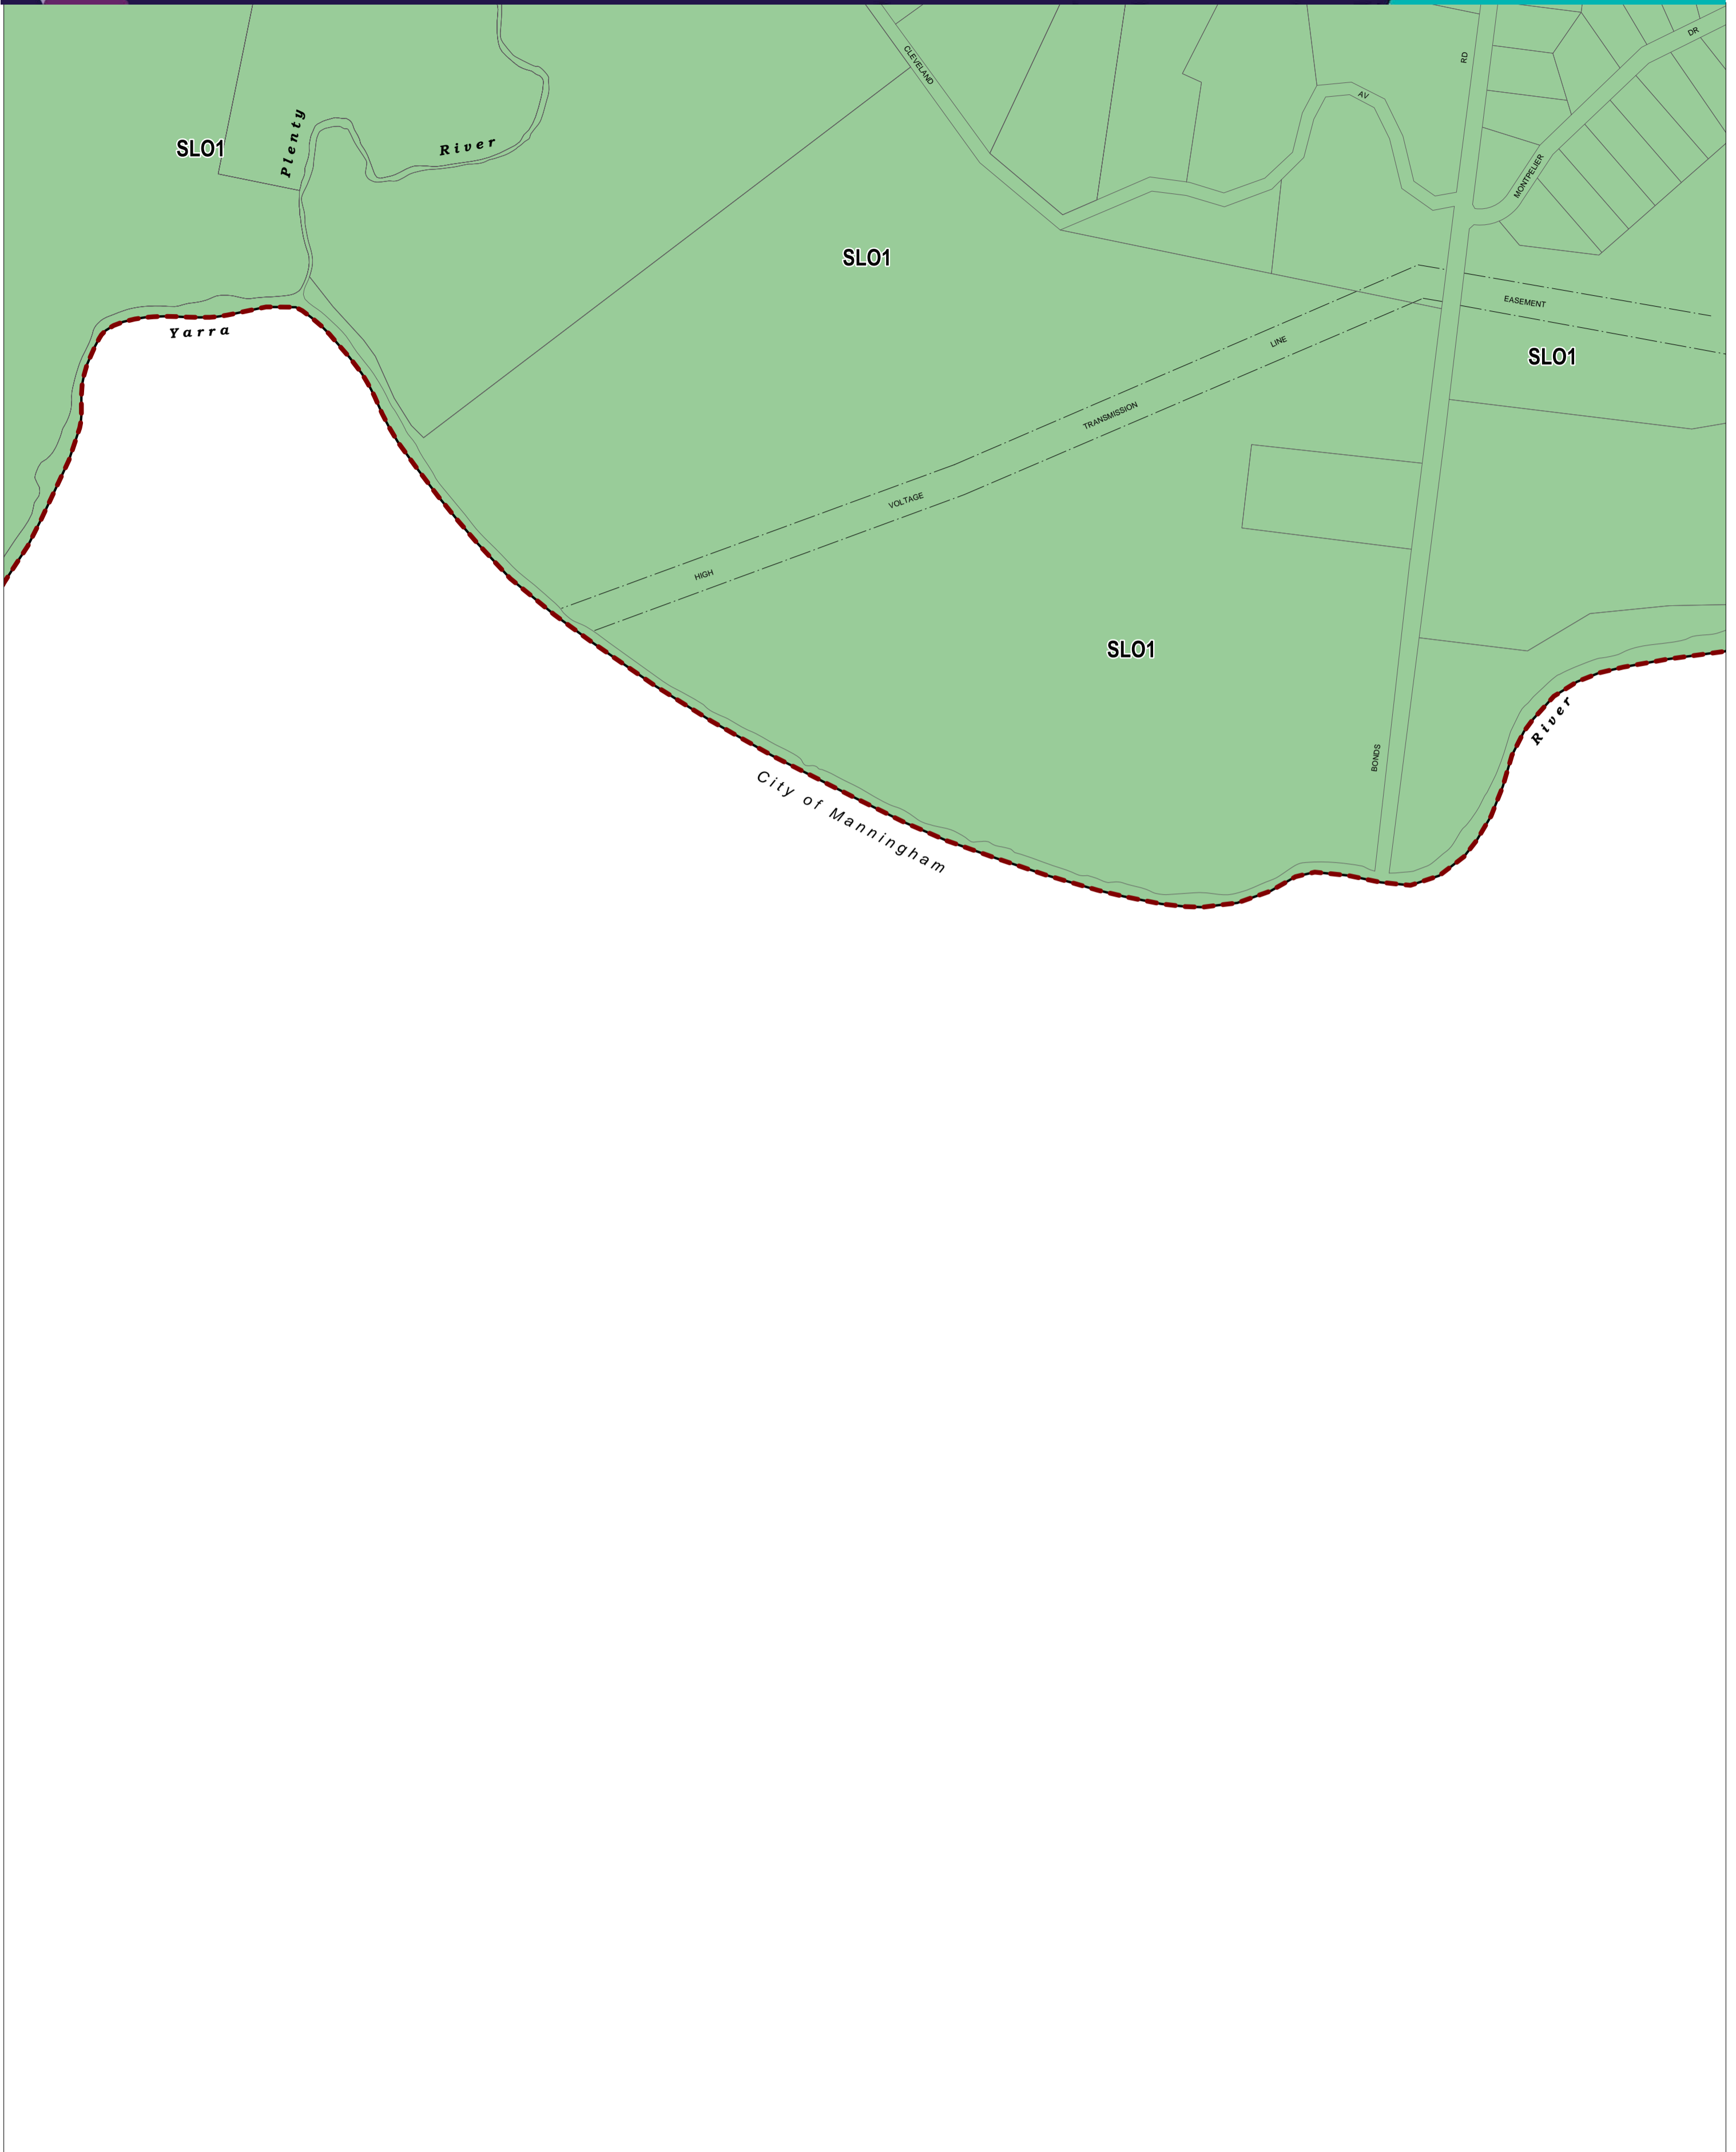 DR
CLEVELAND
RD
AV
SLO1
Plenty
River
MONTPELIER
SLO1
EASEMENT
Yarra
LINE
SLO1
TRANSMISSION
VOLTAGE
HIGH
SLO1
River
BONDS
City of Manningham